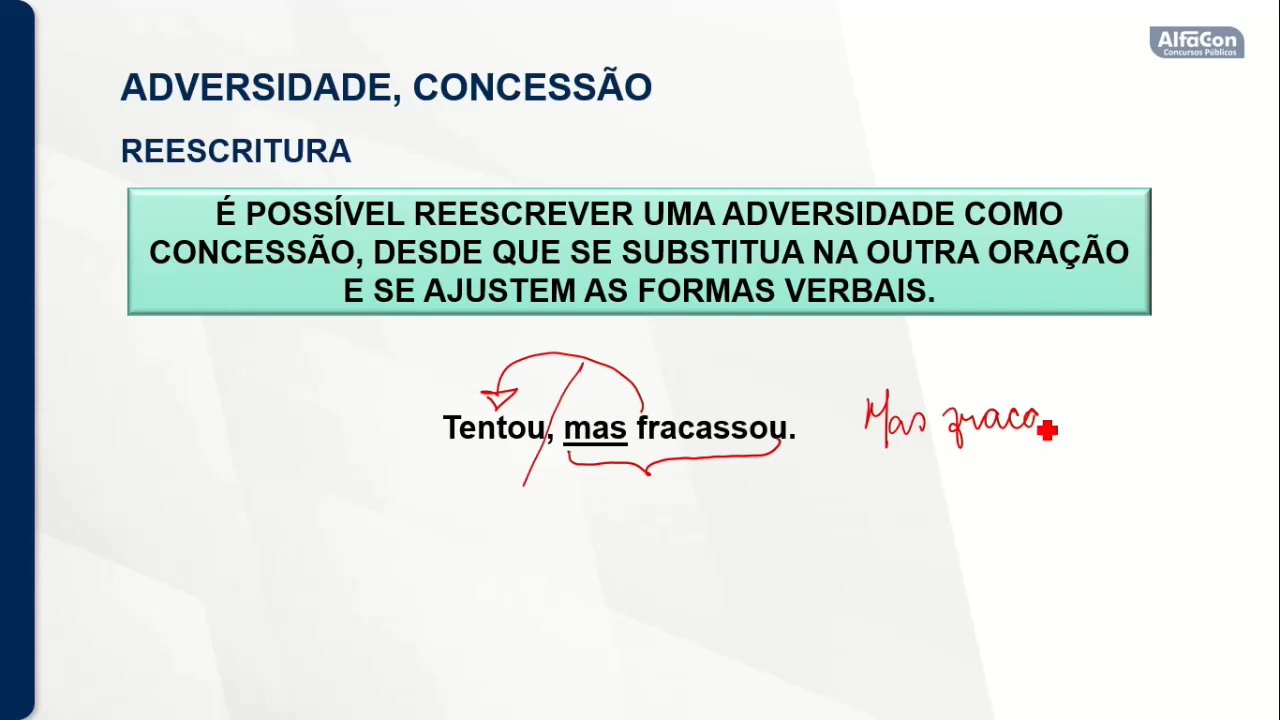 AlfaCon
Concursos Públicos
ADVERSIDADE, CONCESSÃO
REESCRITURA
É POSSÍVEL REESCREVER UMA ADVERSIDADE COMO
CONCESSÃO, DESDE QUE SE SUBSTITUA NA OUTRA ORAÇÃO
E SE AJUSTEM AS FORMAS VERBAIS.
Tentou, mas fracassou.
Mas fraca